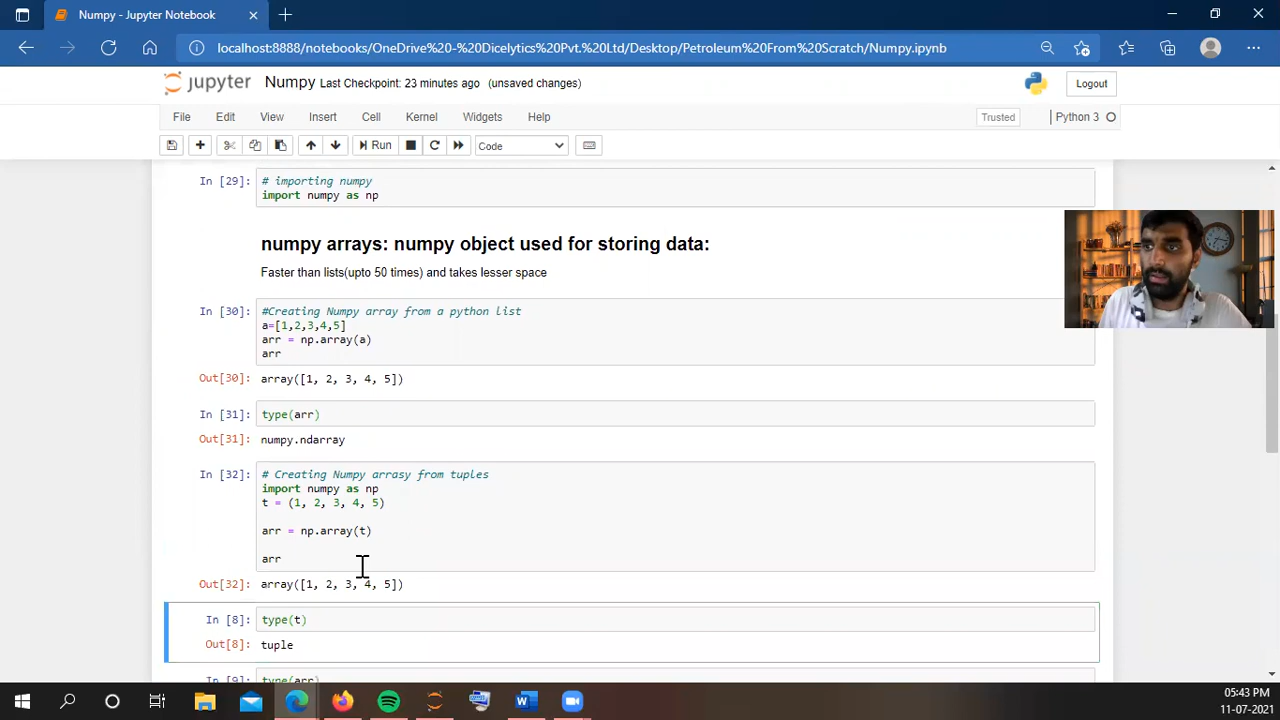 Numpy - Jupyter Notebook
localhost:8888/notebooks/OneDrive%20-%20Dicelytics%20Pvt.%20Ltd/Desktop/Petroleum%20From%20Scratch/Numpy.ipynb
jupyter Numpy Last Checkpoint: 23 minutes ago (unsaved changes) Logout
File Edit View Insert Cell Kernel Widgets Help Trusted Python 3
Run Code
In [29]: # importing numpy
import numpy as np
numpy arrays: numpy object used for storing data:
Faster than lists(upto 50 times) and takes lesser space
In [30]: #Creating Numpy array from a python list
a=[1,2,3,4,5]
arr = np.array(a)
arr
Out[30]: array([1, 2, 3, 4, 5])
In [31]: type(arr)
Out[31]: numpy.ndarray
In [32]: # Creating Numpy arrasy from tuples
import numpy as np
t = (1, 2, 3, 4, 5)
arr = np.array(t)
arr
Out[32]: array([1, 2, 3, 4, 5])
In [8]: type(t)
Out[8]: tuple
In [9]: type(arr)
05:43 PM
11-07-2021